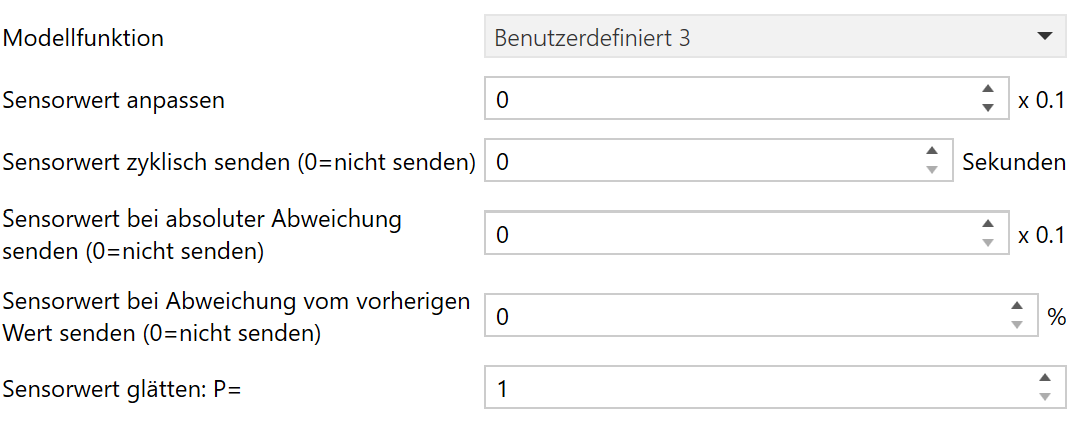 Modellfunktion Benutzerdefiniert 3
Sensorwert anpassen 0 x 0.1
Sensorwert zyklisch senden (0=nicht senden) 0 Sekunden
Sensorwert bei absoluter Abweichung
senden (0=nicht senden) 0 x 0.1
Sensorwert bei Abweichung vom vorherigen
Wert senden (0=nicht senden) 0 %
Sensorwert glätten: P= 1